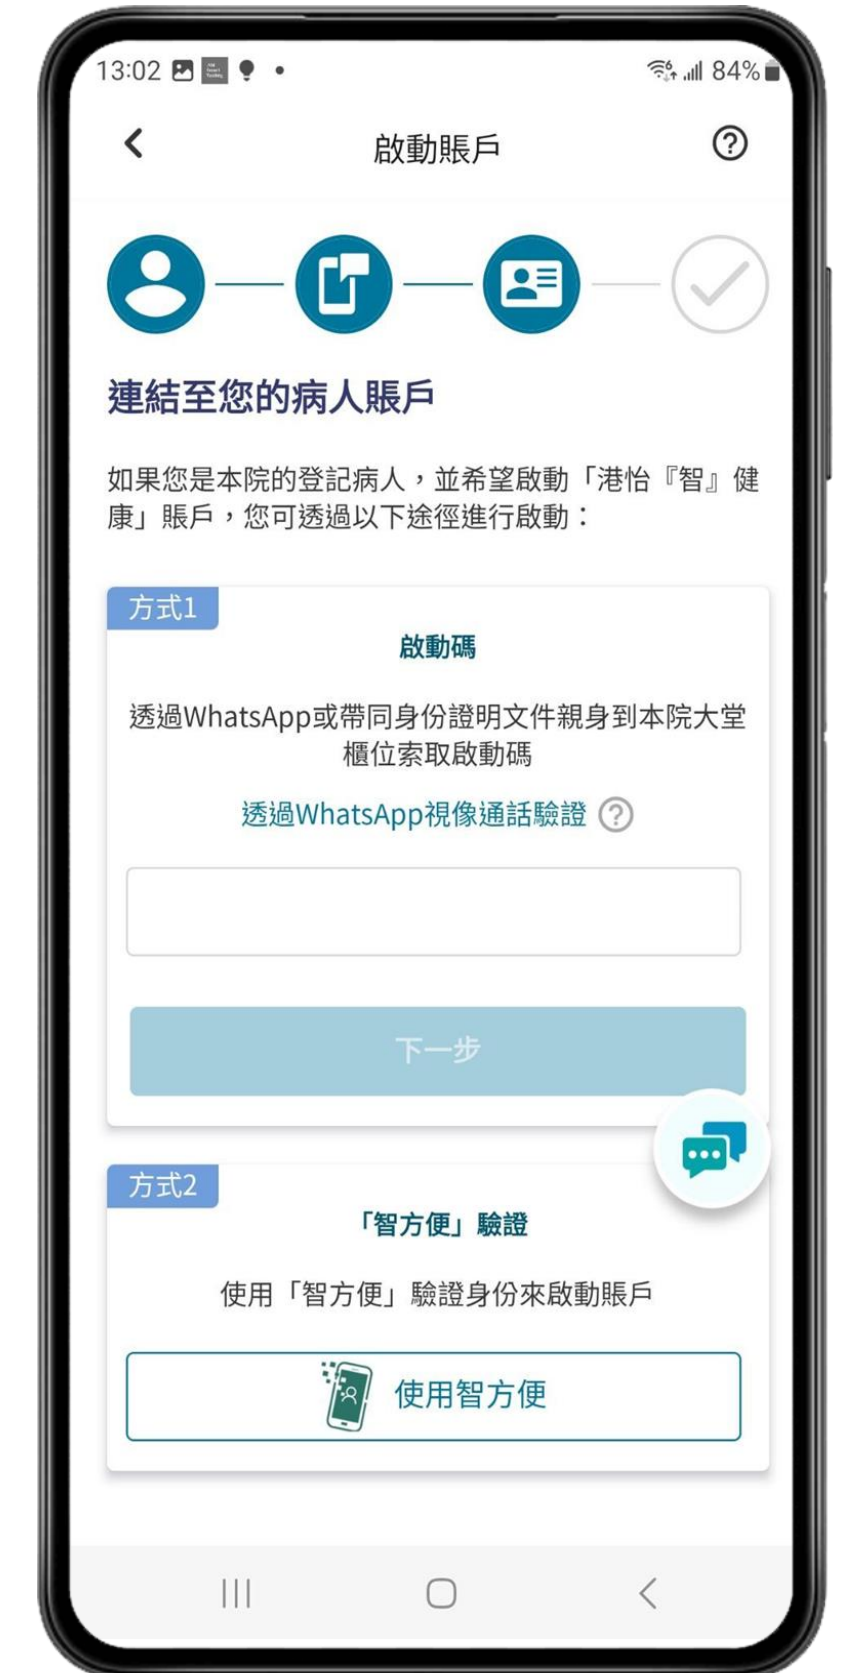 13:02
84%
啟動賬戶
連結至您的病人賬戶
如果您是本院的登記病人，並希望啟動「港怡『智』健
康」賬戶，您可透過以下途徑進行啟動：
方式1
啟動碼
透過WhatsApp或帶同身份證明文件親身到本院大堂
櫃位索取啟動碼
透過WhatsApp視像通話驗證
下一步
方式2
「智方便」驗證
使用「智方便」驗證身份來啟動賬戶
使用智方便